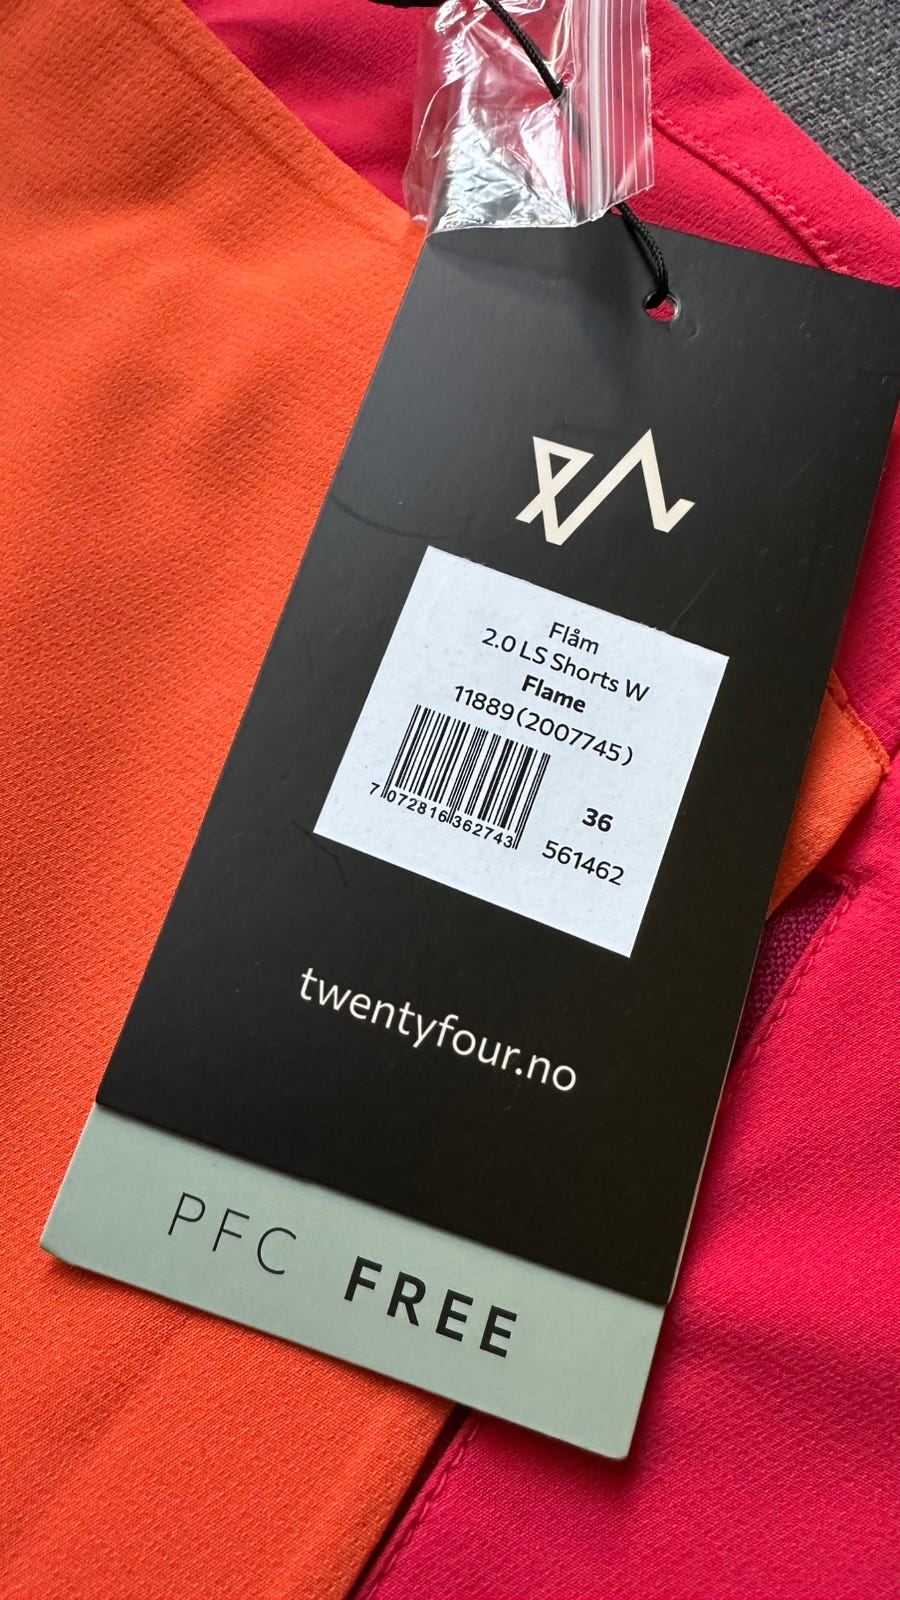 Flåm
2.0 LS Shorts W
Flame
11889(2007745)
7 072816 362743
36
561462
twentyfour.no
PFC FREE